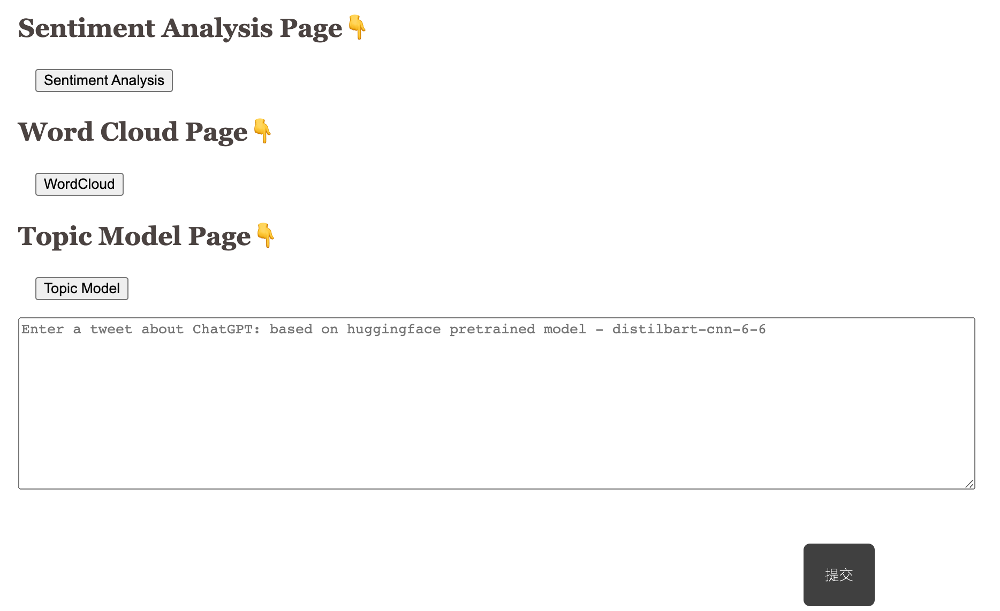 Sentiment Analysis Page👇
Sentiment Analysis
Word Cloud Page👇
WordCloud
Topic Model Page👇
Topic Model
Enter a tweet about ChatGPT: based on huggingface pretrained model - distilbart-cnn-6-6
提交